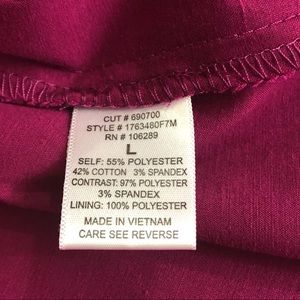 CUT # 690700
STYLE # 1763480F7M
RN # 106289
L
SELF: 55% POLYESTER
42% COTTON 3% SPANDEX
CONTRAST: 97% POLYESTER
3% SPANDEX
LINING: 100% POLYESTER
MADE IN VIETNAM
CARE SEE REVERSE